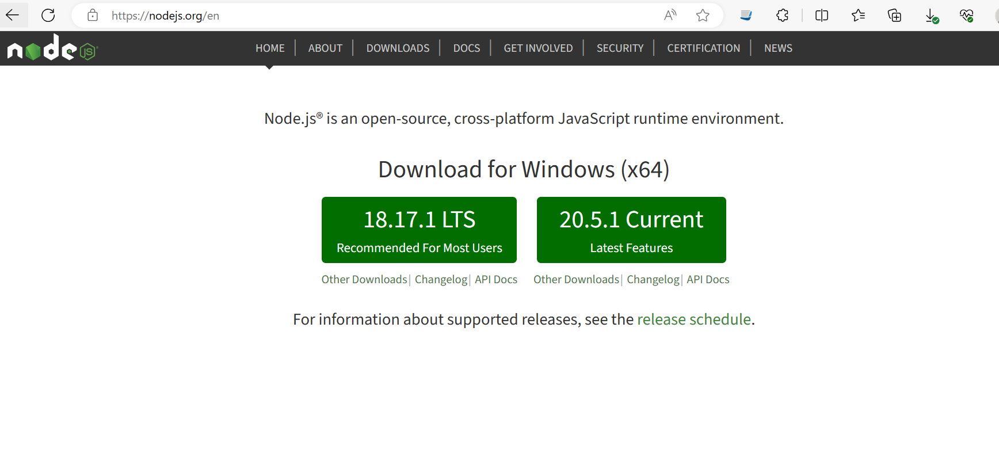 https://nodejs.org/en
node JS
HOME | ABOUT | DOWNLOADS | DOCS | GET INVOLVED | SECURITY | CERTIFICATION | NEWS
Node.js® is an open-source, cross-platform JavaScript runtime environment.
Download for Windows (x64)
18.17.1 LTS
Recommended For Most Users
20.5.1 Current
Latest Features
Other Downloads| Changelog| API Docs
Other Downloads| Changelog| API Docs
For information about supported releases, see the release schedule.